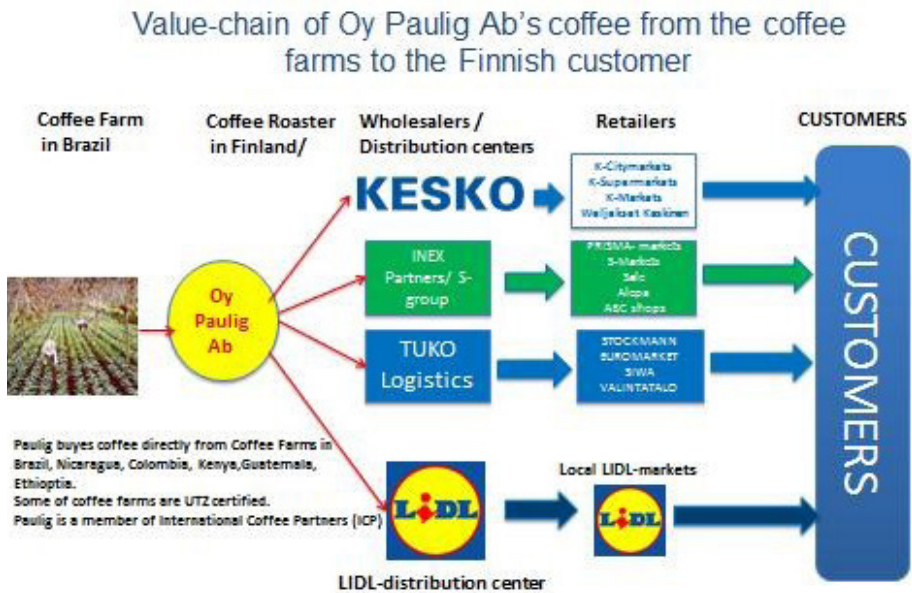 Value-chain of Oy Paulig Ab's coffee from the coffee
farms to the Finnish customer
Coffee Farm
in Brazil
Coffee Roaster
in Finland/
Wholesalers /
Distribution centers
Retailers
CUSTOMERS
KESKO
K-Citymarkets
K-Supermarkets
K-Markets
INEX
Partners/ S-
group
PRISMA- markets
S-Markets
Sale
Alepa
ABC shops
Oy
Paulig
Ab
TUKO
Logistics
STOCKMANN
EUROMARKET
SIWA
VALINTATALO
CUSTOMERS
Paulig buyes coffee directly from Coffee Farms in
Brazil, Nicaragua, Colombia, Kenya,Guatemala,
Ethioptia.
Some of coffee farms are UTZ certified.
Paulig is a member of International Coffee Partners (ICP)
LIDL
LIDL-distribution center
Local LIDL-markets
LIDL